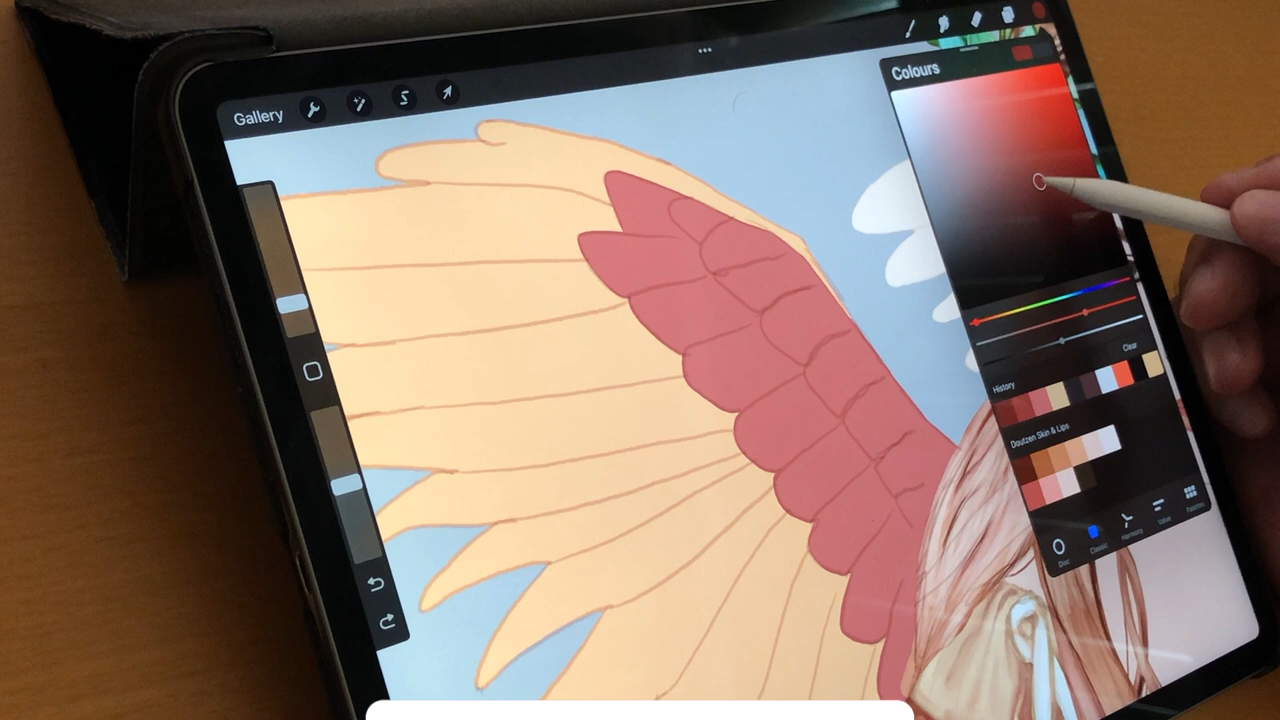 Gallery
Colours
Clear
History
Doutzen Skin & Lips
Disc
Classic
Harmony
Value
Palettes